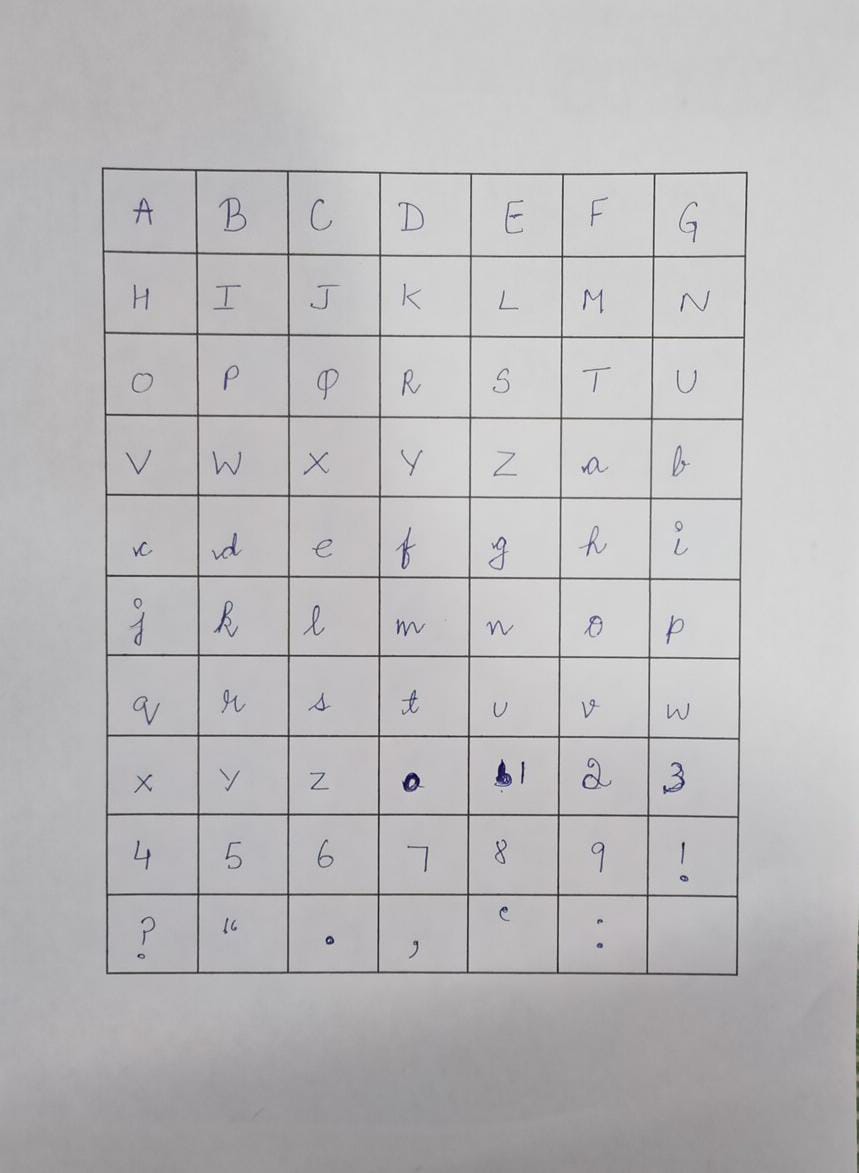 A B C D E F G
H I J K L M N
O P Q R S T U
V W X Y Z a b
c d e f g h i
j k l m n o p
q r s t u v w
x y z 0 1 2 3
4 5 6 7 8 9 !
? “ . , ‘ :